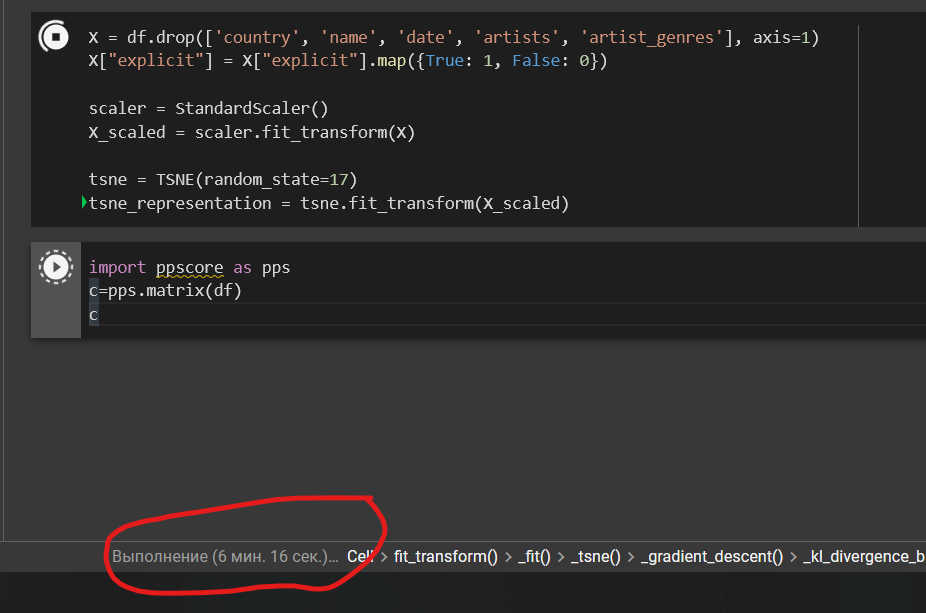 X = df.drop(['country', 'name', 'date', 'artists', 'artist_genres'], axis=1)
X["explicit"] = X["explicit"].map({True: 1, False: 0})
scaler = StandardScaler()
X_scaled = scaler.fit_transform(X)
tsne = TSNE(random_state=17)
tsne_representation = tsne.fit_transform(X_scaled)
import ppscore as pps
c=pps.matrix(df)
c
Выполнение (6 мин. 16 сек.)... Cell > fit_transform() > _fit() > _tsne() > _gradient_descent() > _kl_divergence_b